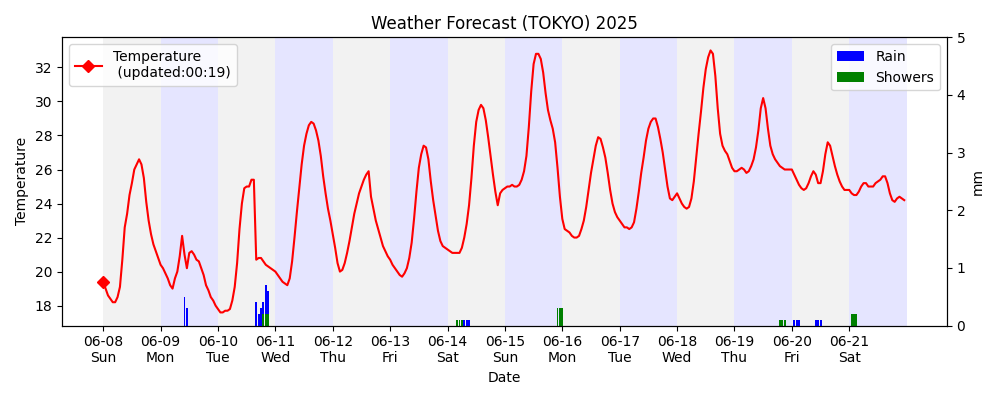 Weather Forecast (TOKYO) 2025
Temperature
(updated:00:19)
Rain
Showers
Temperature
32
30
28
26
24
22
20
18
5
4
3
2
1
0
mm
06-08 06-09 06-10 06-11 06-12 06-13 06-14 06-15 06-16 06-17 06-18 06-19 06-20 06-21
Sun Mon Tue Wed Thu Fri Sat Sun Mon Tue Wed Thu Fri Sat
Date